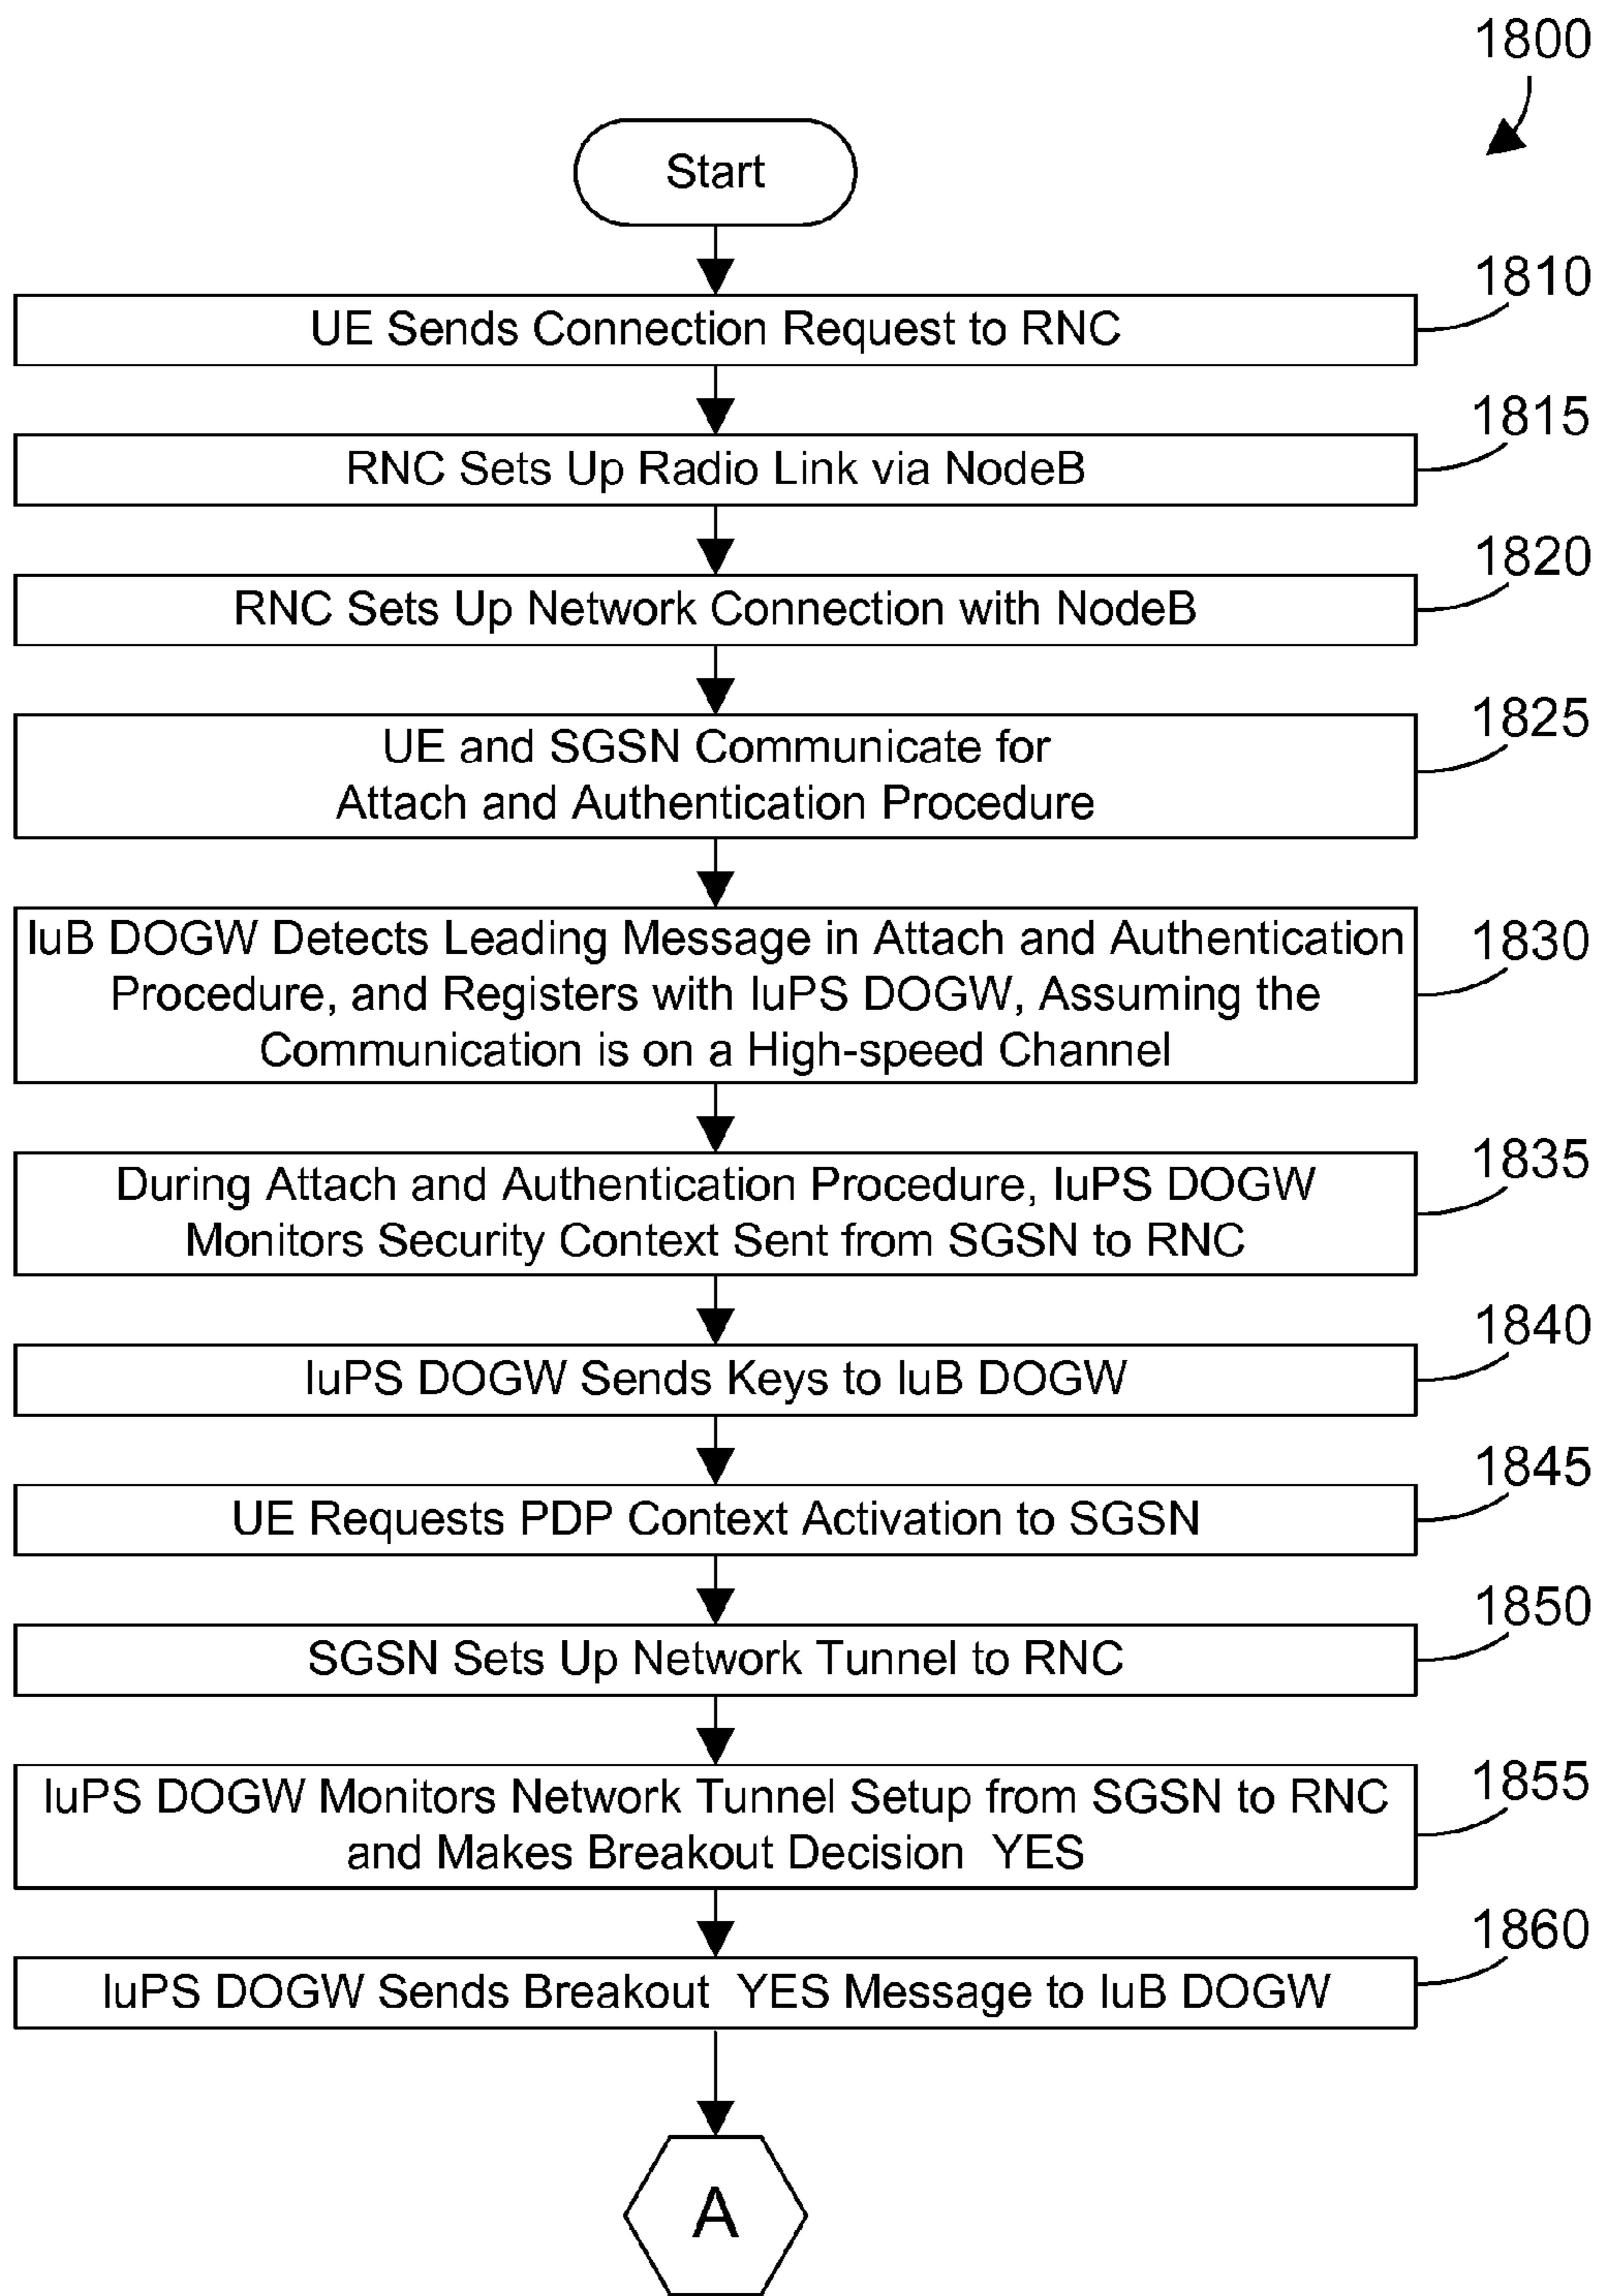 1800
Start
1810
UE Sends Connection Request to RNC
1815
RNC Sets Up Radio Link via NodeB
1820
RNC Sets Up Network Connection with NodeB
1825
UE and SGSN Communicate for
Attach and Authentication Procedure
1830
IuB DOGW Detects Leading Message in Attach and Authentication
Procedure, and Registers with IuPS DOGW, Assuming the
Communication is on a High-speed Channel
1835
During Attach and Authentication Procedure, IuPS DOGW
Monitors Security Context Sent from SGSN to RNC
1840
IuPS DOGW Sends Keys to IuB DOGW
1845
UE Requests PDP Context Activation to SGSN
1850
SGSN Sets Up Network Tunnel to RNC
1855
IuPS DOGW Monitors Network Tunnel Setup from SGSN to RNC
and Makes Breakout Decision YES
1860
IuPS DOGW Sends Breakout YES Message to IuB DOGW
A